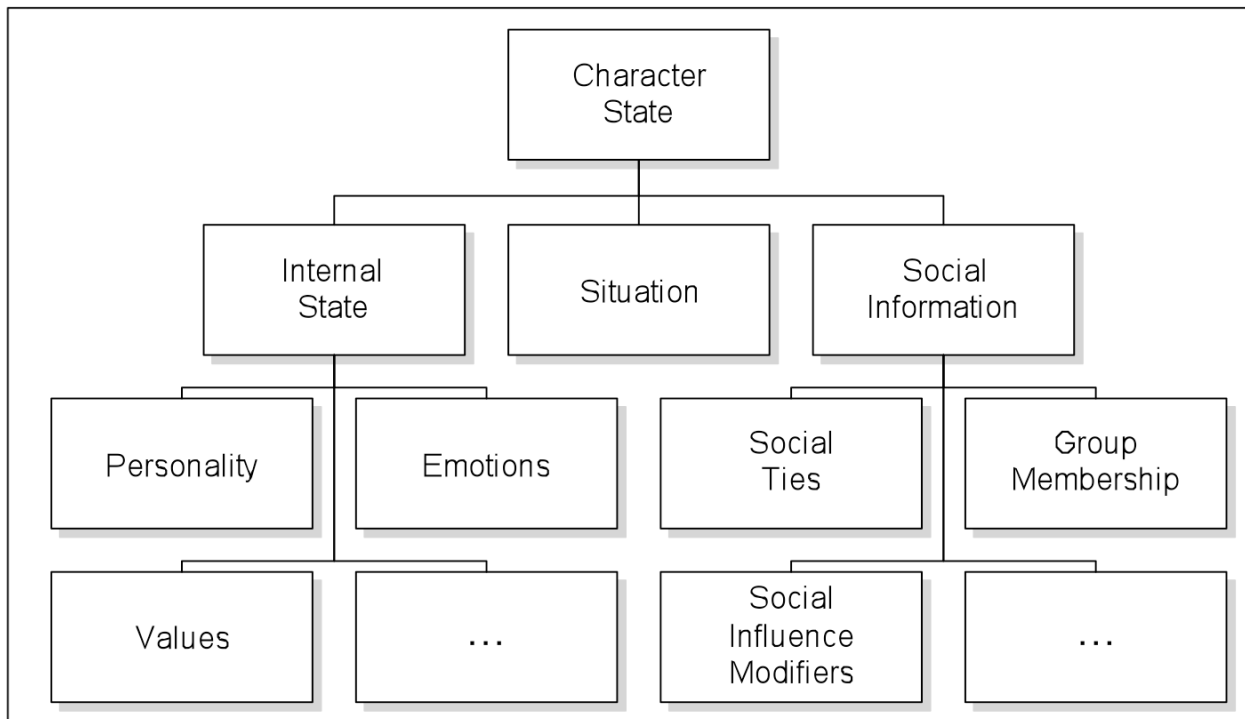 Character
State
Internal
State
Situation
Social
Information
Personality
Emotions
Social
Ties
Group
Membership
Values
...
Social
Influence
Modifiers
...